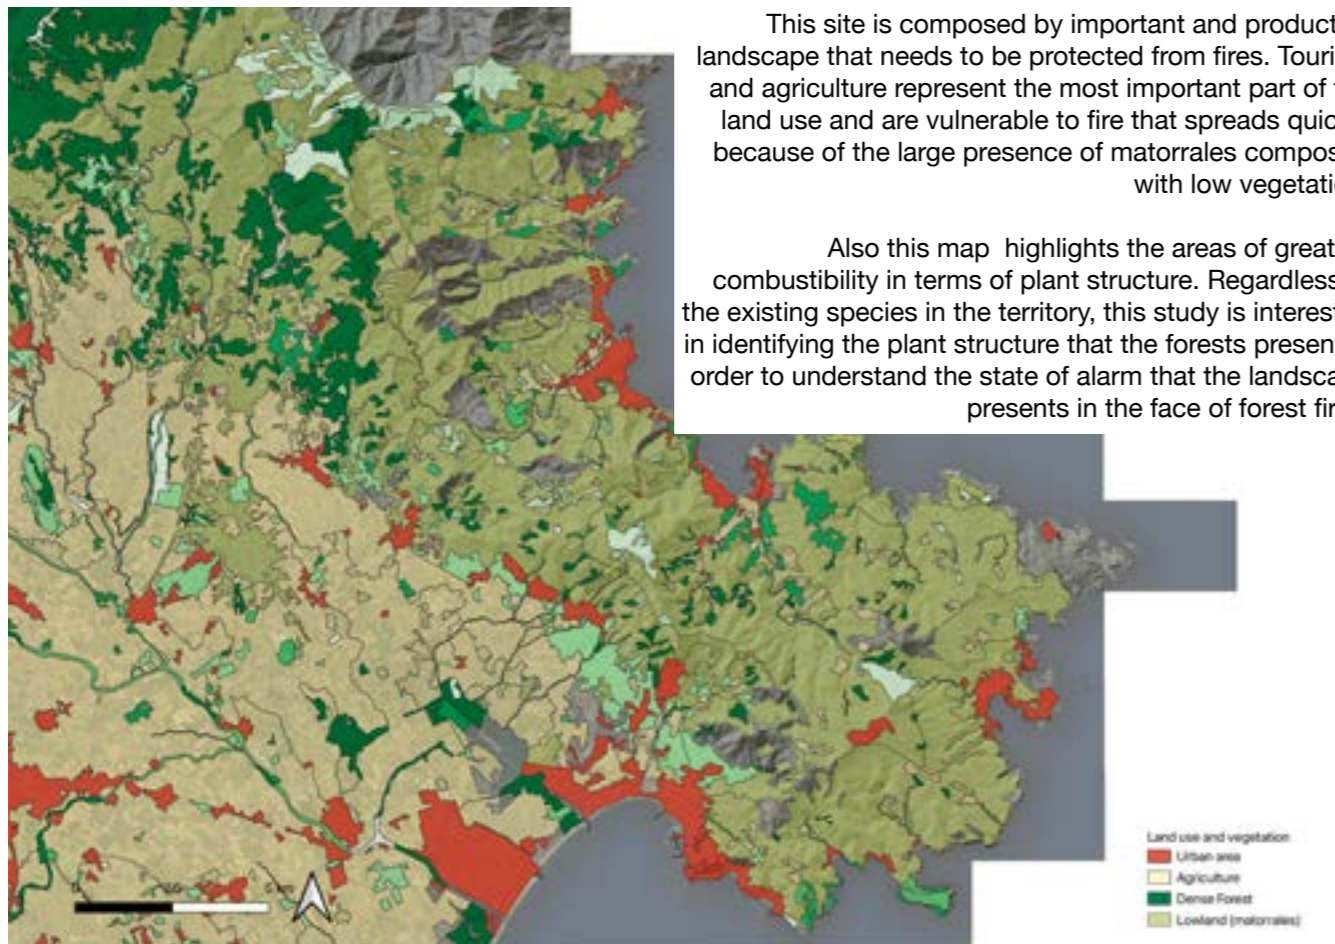 This site is composed by important and product
landscape that needs to be protected from fires. Touri
and agriculture represent the most important part of t
land use and are vulnerable to fire that spreads quic
because of the large presence of matorrales compos
with low vegetati
Also this map highlights the areas of great
combustibility in terms of plant structure. Regardless
the existing species in the territory, this study is interest
in identifying the plant structure that the forests present
order to understand the state of alarm that the landsca
presents in the face of forest fir
Land use and vegetation
Urban area
Agriculture
Dense Forest
Lowland (matorrales)